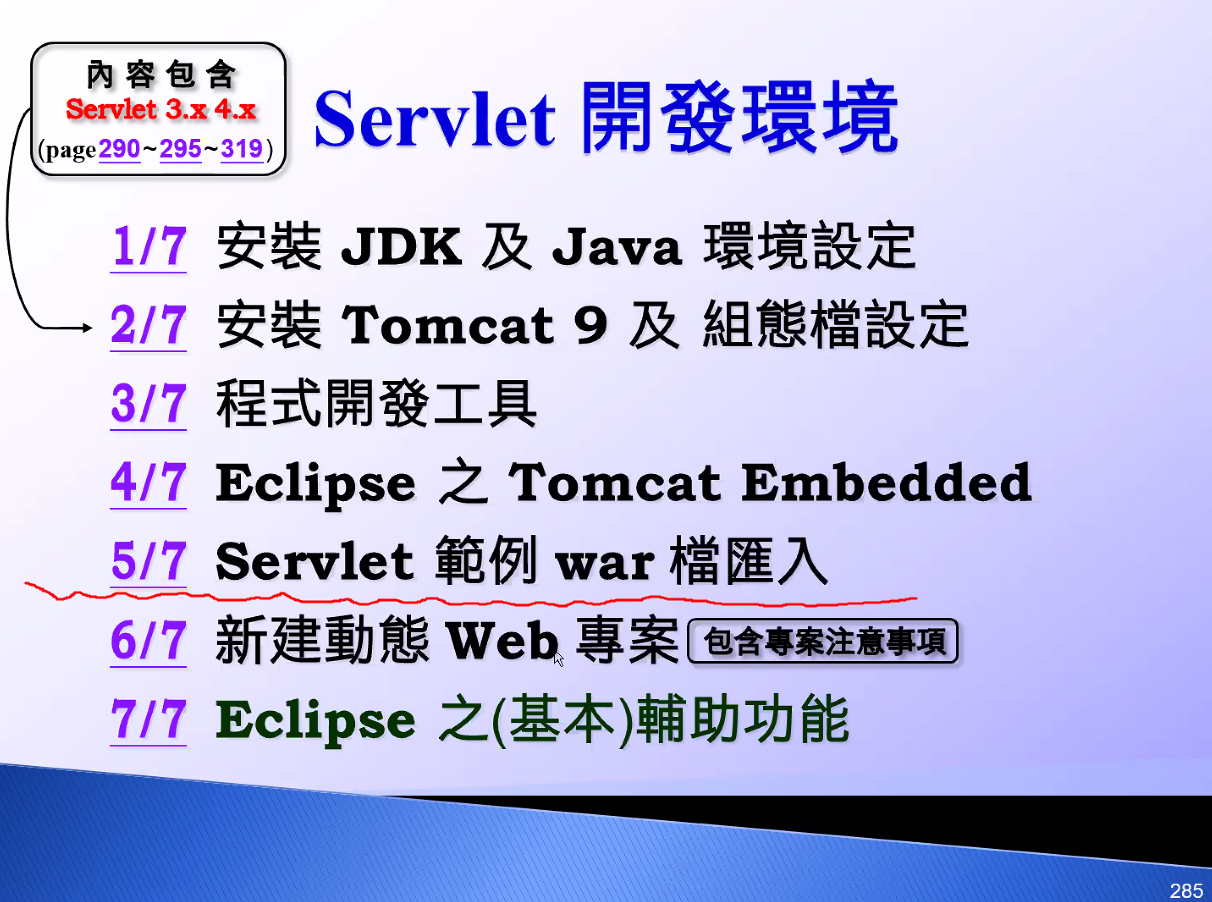 內 容 包 含
Servlet 3.x 4.x
(page290~295~319)
Servlet 開發環境
1/7 安裝 JDK 及 Java 環境設定
2/7 安裝 Tomcat 9 及 組態檔設定
3/7 程式開發工具
4/7 Eclipse 之 Tomcat Embedded
5/7 Servlet 範例 war 檔匯入
6/7 新建動態 Web 專案 包含專案注意事項
7/7 Eclipse 之(基本)輔助功能
285